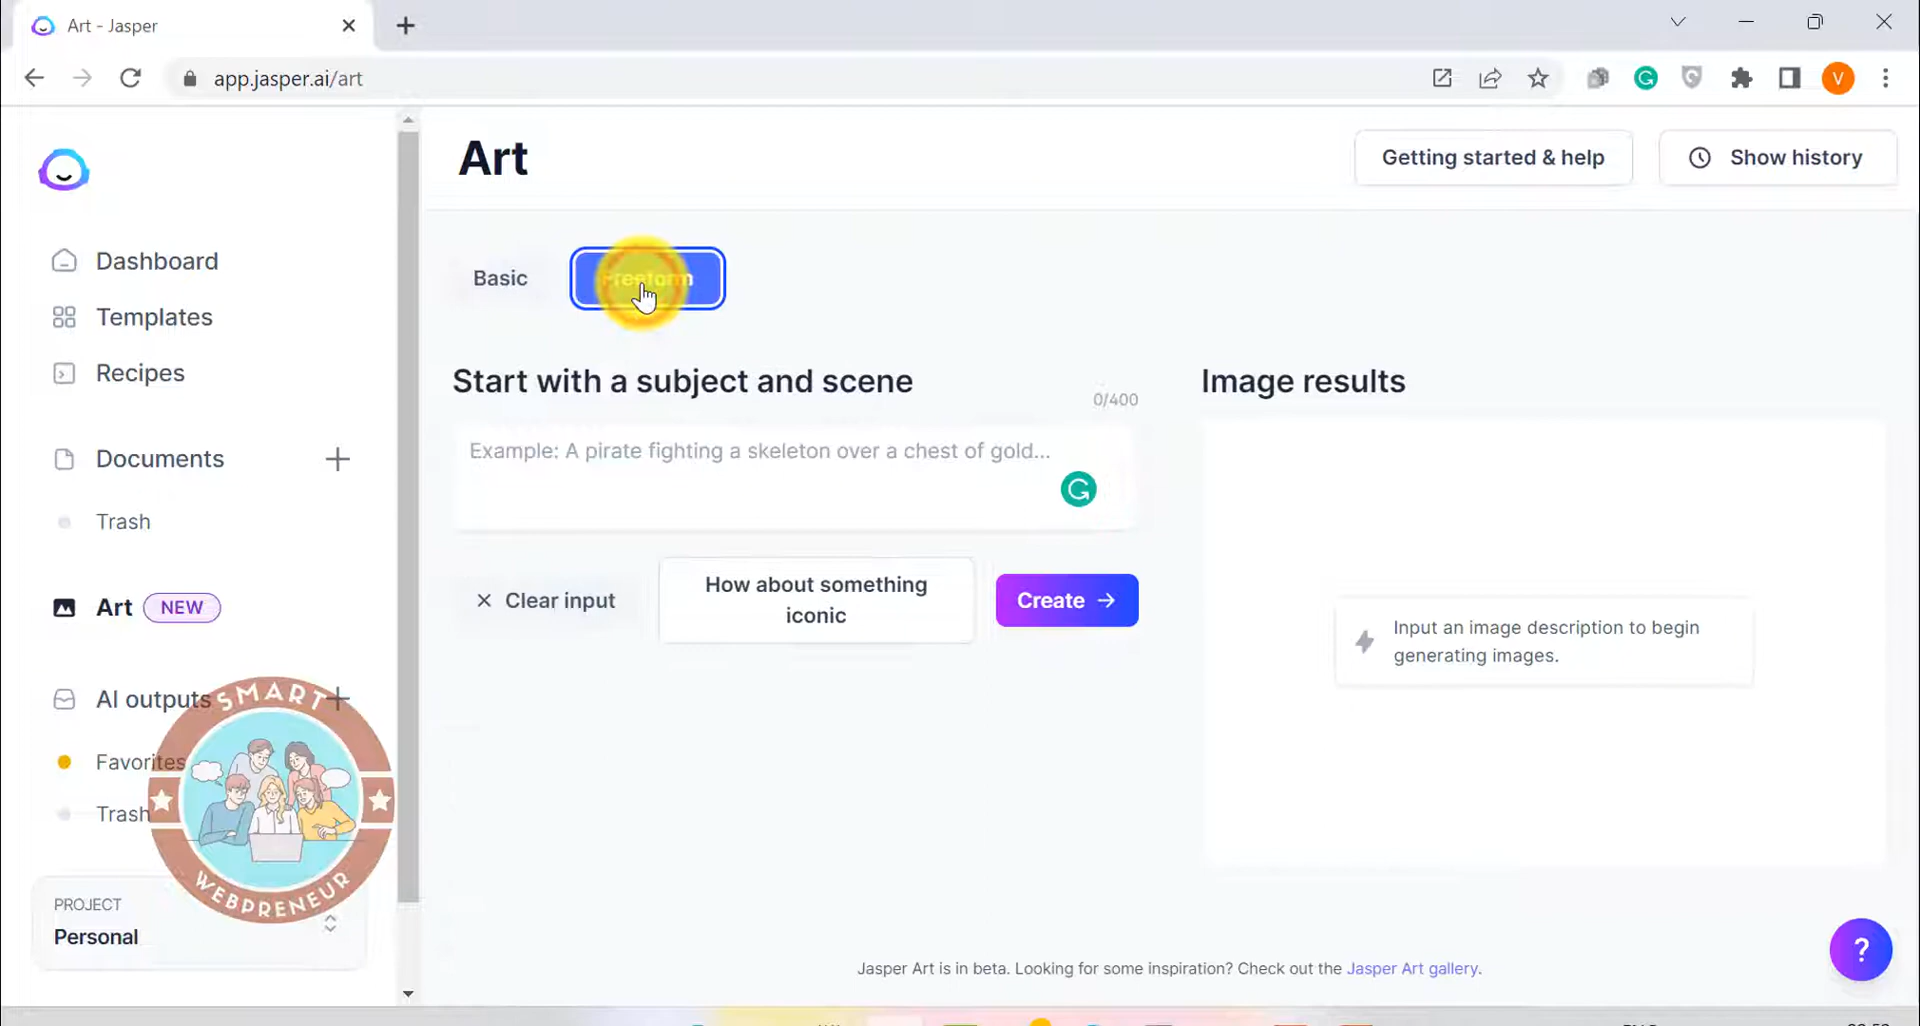 Art - Jasper
app.jasper.ai/art
V
Art
Getting started & help
Show history
Dashboard
Templates
Recipes
Documents
Trash
Art NEW
AI outputs
Favorites
Trash
SMART
WEBPRENEUR
PROJECT
Personal
Basic
Freeform
Start with a subject and scene
0/400
Example: A pirate fighting a skeleton over a chest of gold...
Clear input
How about something
iconic
Create
Image results
Input an image description to begin
generating images.
Jasper Art is in beta. Looking for some inspiration? Check out the Jasper Art gallery.
?